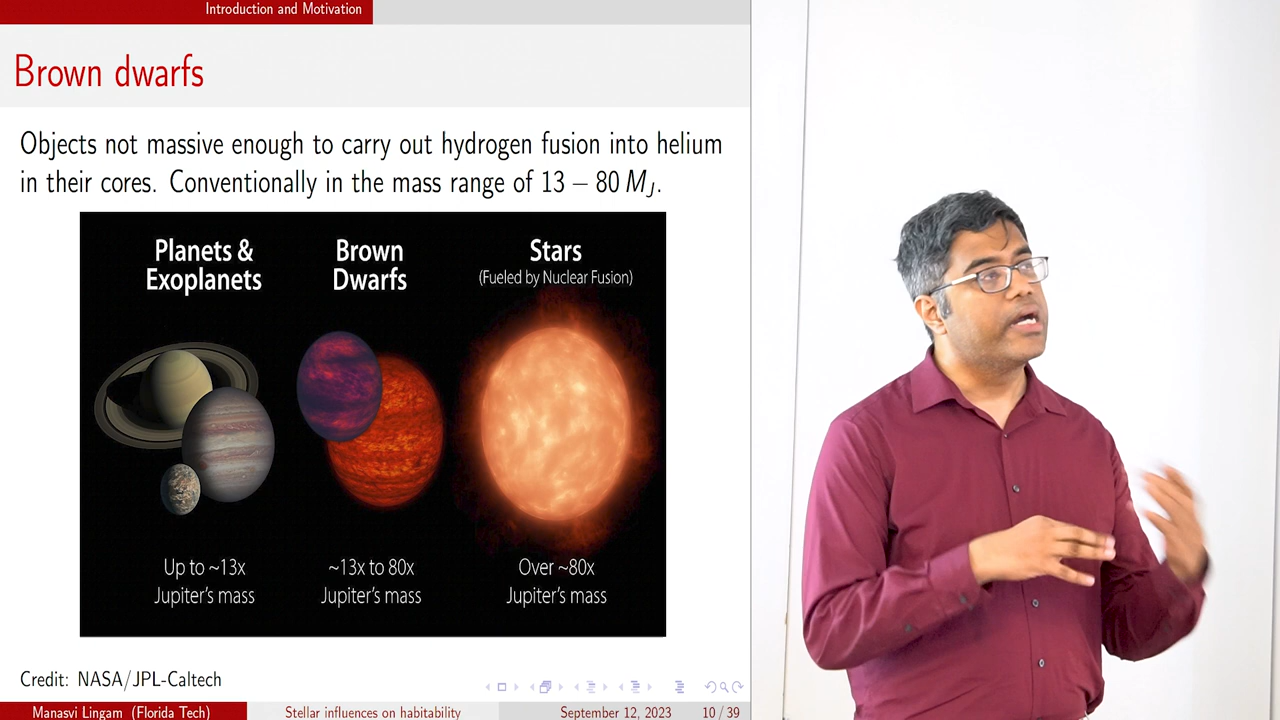 Introduction and Motivation
Brown dwarfs
Objects not massive enough to carry out hydrogen fusion into helium
in their cores. Conventionally in the mass range of 13 – 80 M_J.
Planets &
Exoplanets
Brown
Dwarfs
Stars
(Fueled by Nuclear Fusion)
Up to ~13x
Jupiter's mass
~13x to 80x
Jupiter's mass
Over ~80x
Jupiter's mass
Credit: NASA/JPL-Caltech
Manasvi Lingam (Florida Tech)
Stellar influences on habitability
September 12, 2023
10 / 39